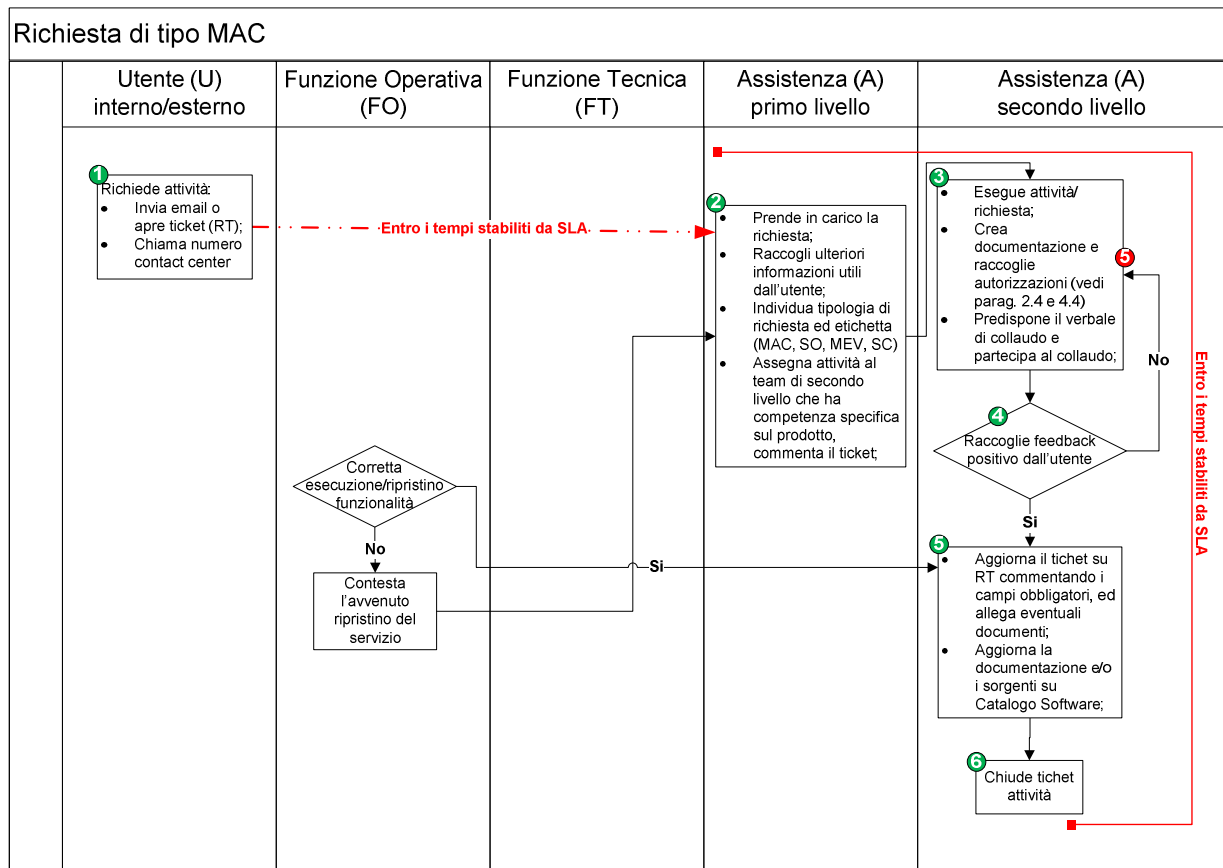 Richiesta di tipo MAC
Utente (U)
interno/esterno
Funzione Operativa
(FO)
Funzione Tecnica
(FT)
Assistenza (A)
primo livello
Assistenza (A)
secondo livello
1
Richiede attività:
• Invia email o
apre ticket (RT);
• Chiama numero
contact center
Entro i tempi stabiliti da SLA
2
• Prende in carico la
richiesta;
• Raccogli ulteriori
informazioni utili
dall'utente;
• Individua tipologia di
richiesta ed etichetta
(MAC, SO, MEV, SC)
• Assegna attività al
team di secondo
livello che ha
competenza specifica
sul prodotto,
commenta il ticket;
3
• Esegue attività/
richiesta;
• Crea
documentazione e
raccoglie
autorizzazioni (vedi
parag. 2.4 e 4.4)
• Predispone il verbale
di collaudo e
partecipa al collaudo;
5
No
Entro i tempi stabiliti da SLA
4
Raccoglie feedback
positivo dall'utente
Si
Corretta
esecuzione/ripristino
funzionalità
No
Si
Contesta
l'avvenuto
ripristino del
servizio
5
• Aggiorna il tichet su
RT commentando i
campi obbligatori, ed
allega eventuali
documenti;
• Aggiorna la
documentazione e/o
i sorgenti su
Catalogo Software;
6
Chiude tichet
attività